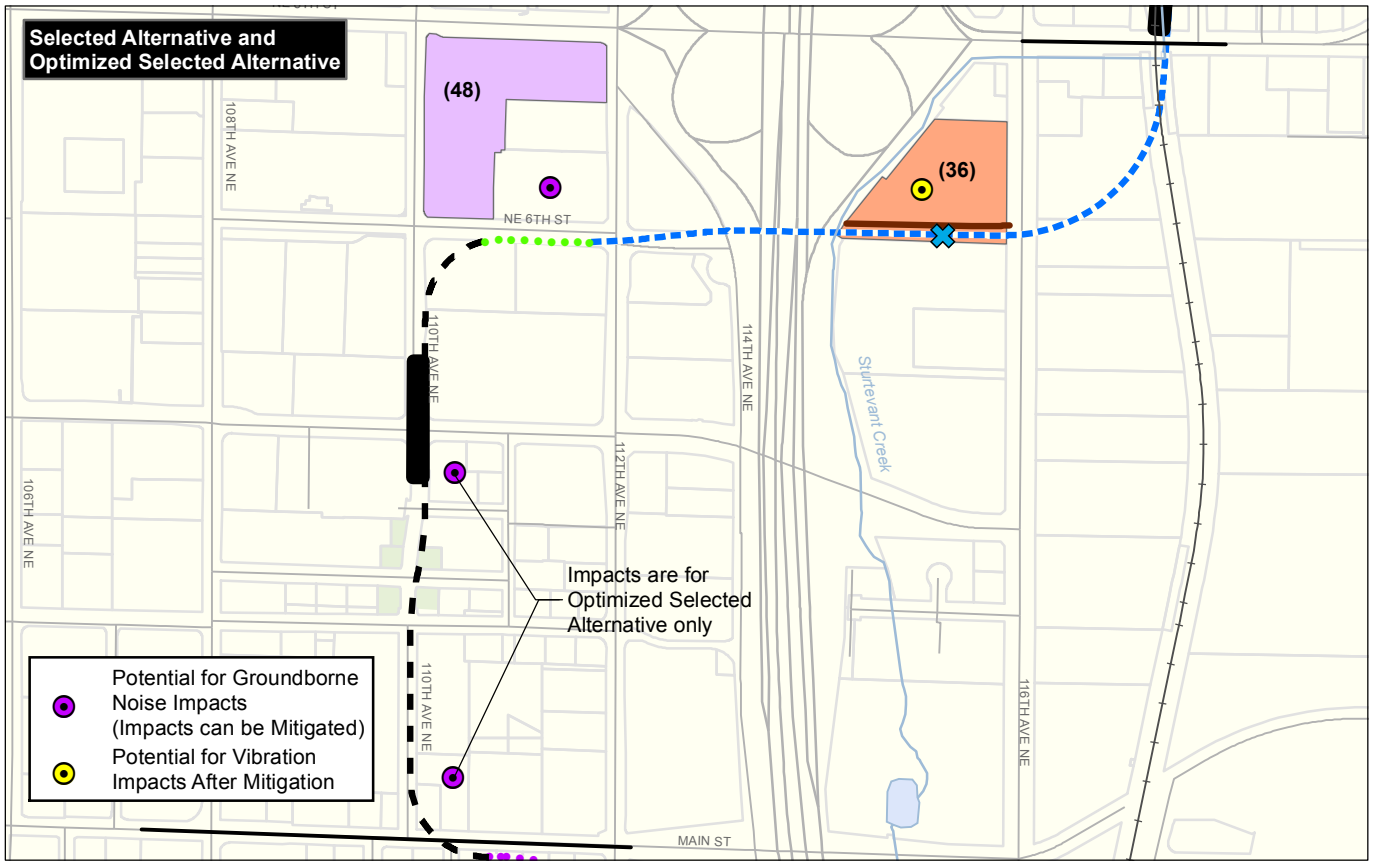 NE 8TH ST
Selected Alternative and
Optimized Selected Alternative
(48)
(36)
108TH AVE NE
NE 6TH ST
110TH AVE NE
114TH AVE NE
Sturtevant Creek
112TH AVE NE
106TH AVE NE
Impacts are for
Optimized Selected
Alternative only
Potential for Groundborne
Noise Impacts
(Impacts can be Mitigated)
Potential for Vibration
Impacts After Mitigation
110TH AVE NE
116TH AVE NE
MAIN ST